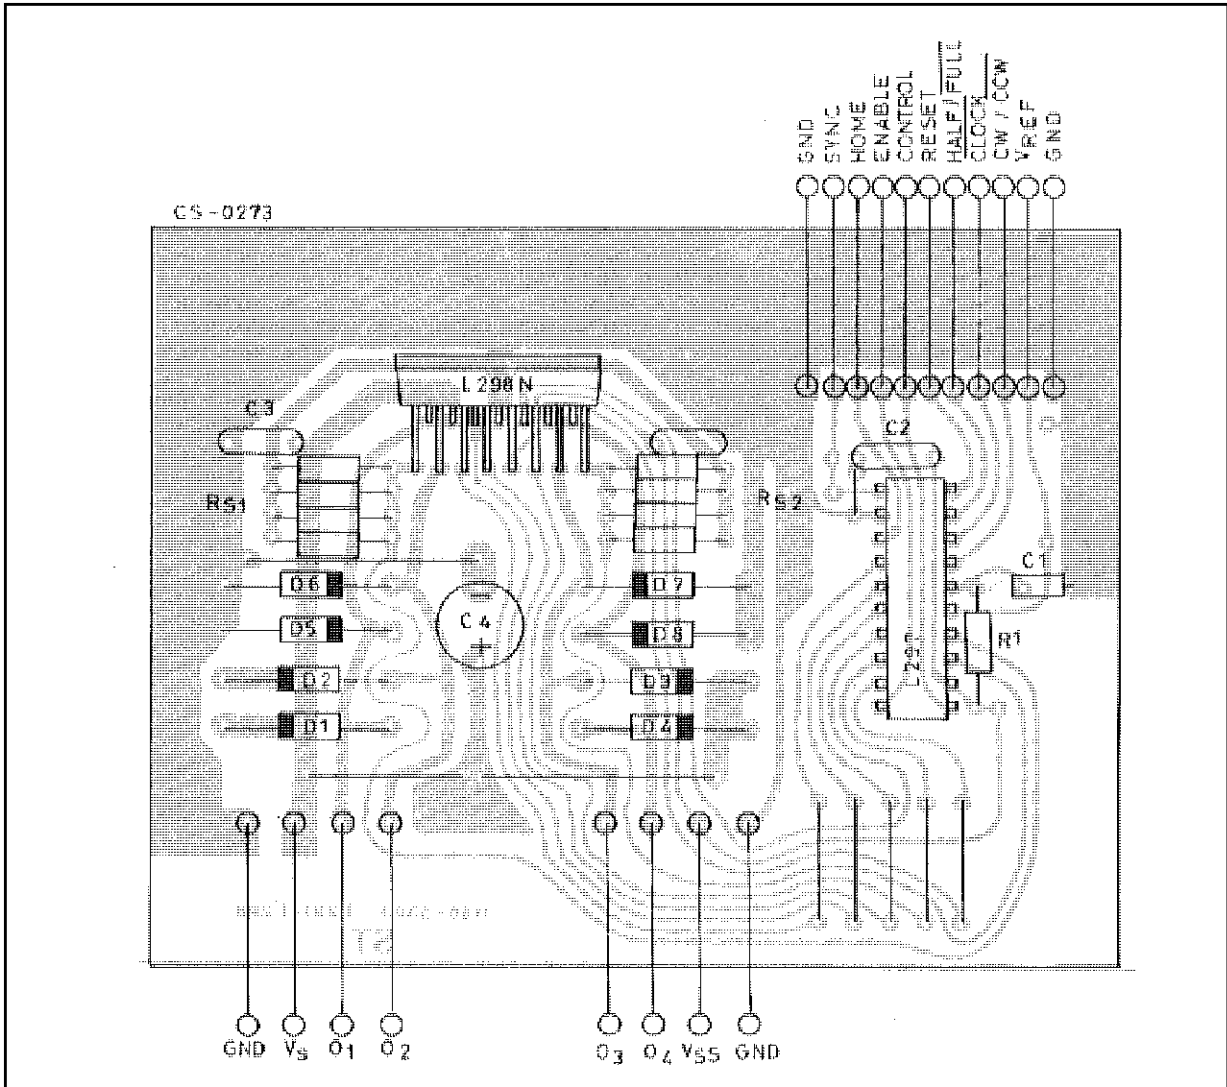 GND
SYNC
HOME
ENABLE
CONTROL
RESET
HALF/FULL
CLOCK
CW/CCW
VREF
GND
CS-0273
L298N
C3
C2
RS1
RS2
C1
D6
D7
C4
D5
D8
R1
L297
D2
D3
D1
D4
GND
VS
O1
O2
O3
O4
VSS
GND